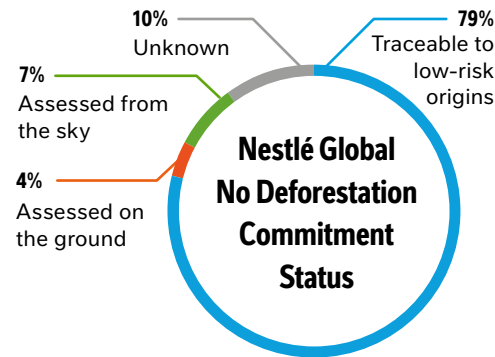 10%
Unknown
79%
Traceable to
low-risk
origins
7%
Assessed from
the sky
4%
Assessed on
the ground
Nestlé Global
No Deforestation
Commitment
Status